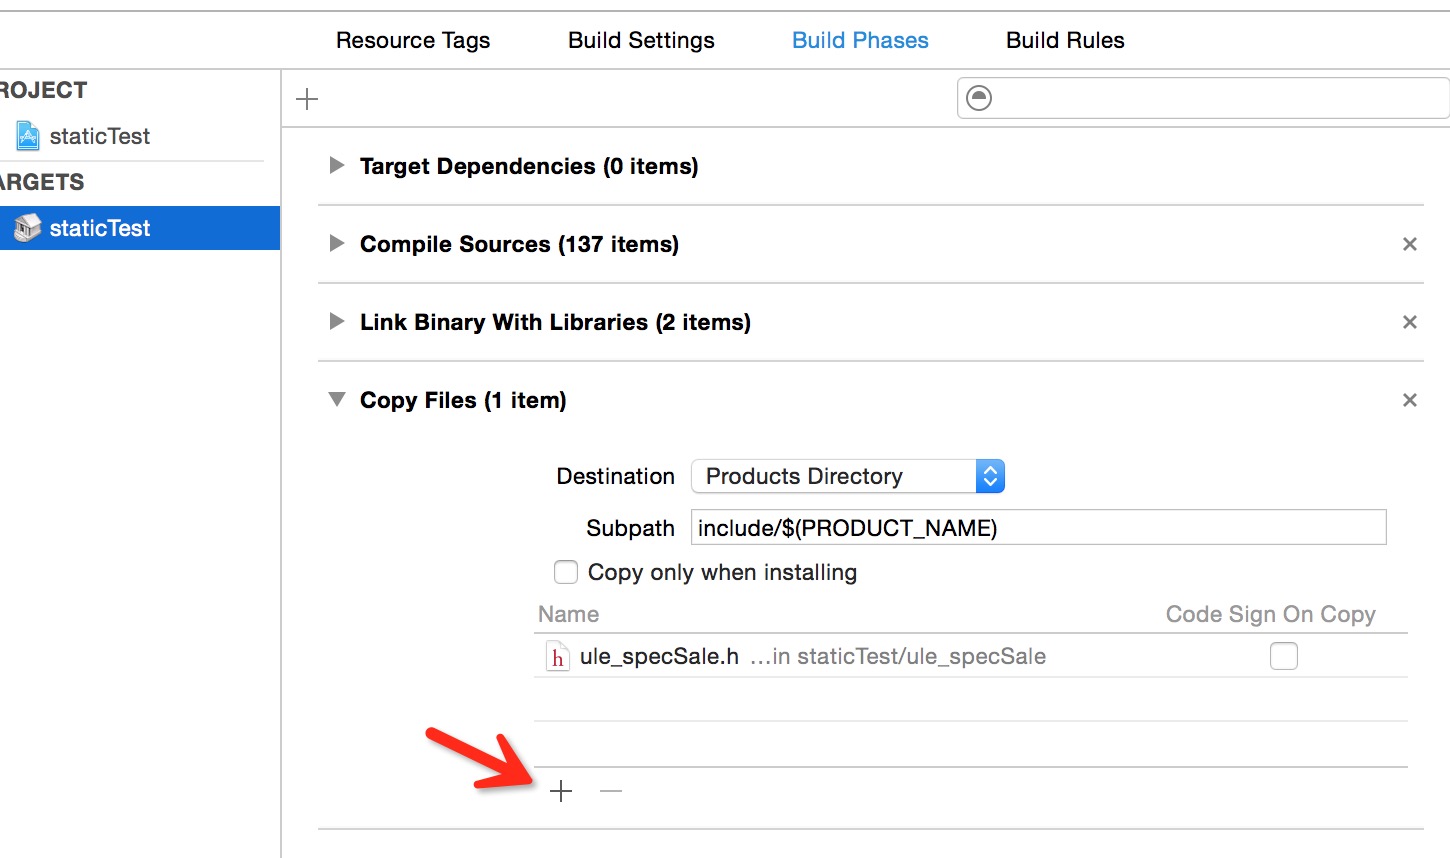 Resource Tags Build Settings Build Phases Build Rules
ROJECT
staticTest
ARGETS
staticTest
Target Dependencies (0 items)
Compile Sources (137 items)
Link Binary With Libraries (2 items)
Copy Files (1 item)
Destination Products Directory
Subpath include/$(PRODUCT_NAME)
Copy only when installing
Name Code Sign On Copy
h ule_specSale.h ...in staticTest/ule_specSale